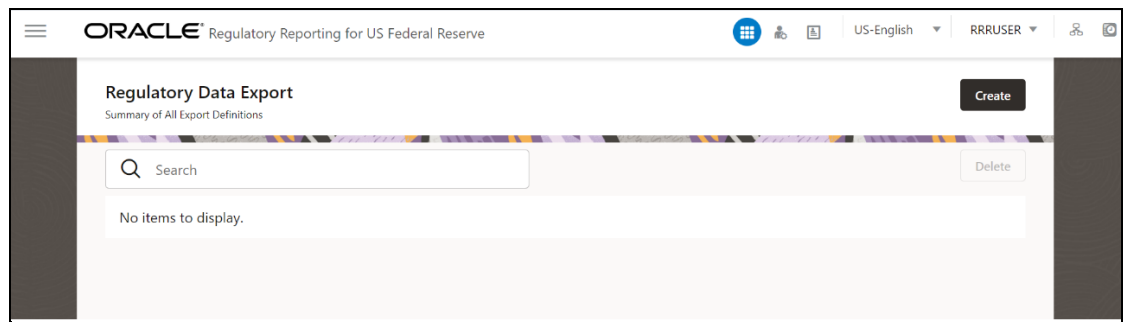 ORACLE® Regulatory Reporting for US Federal Reserve
US-English
RRRUSER
Regulatory Data Export
Create
Summary of All Export Definitions
Search
Delete
No items to display.